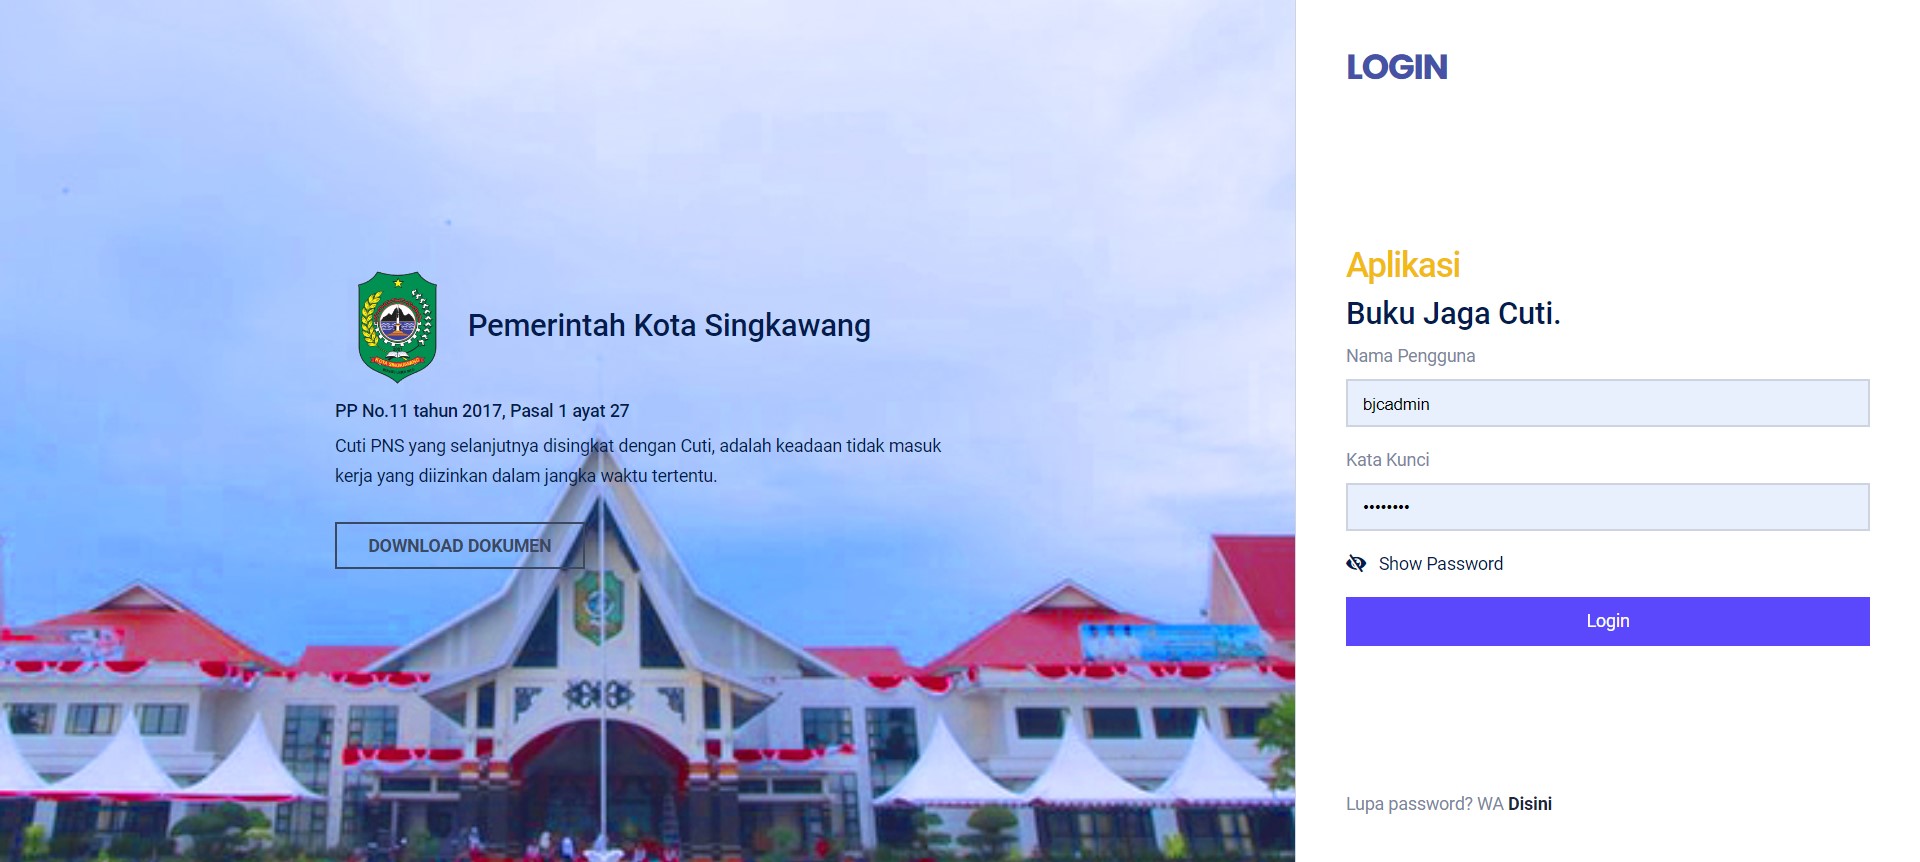 Pemerintah Kota Singkawang
PP No.11 tahun 2017, Pasal 1 ayat 27
Cuti PNS yang selanjutnya disingkat dengan Cuti, adalah keadaan tidak masuk
kerja yang diizinkan dalam jangka waktu tertentu.
DOWNLOAD DOKUMEN
LOGIN
Aplikasi
Buku Jaga Cuti.
Nama Pengguna
bjcadmin
Kata Kunci
••••••••
Show Password
Login
Lupa password? WA Disini